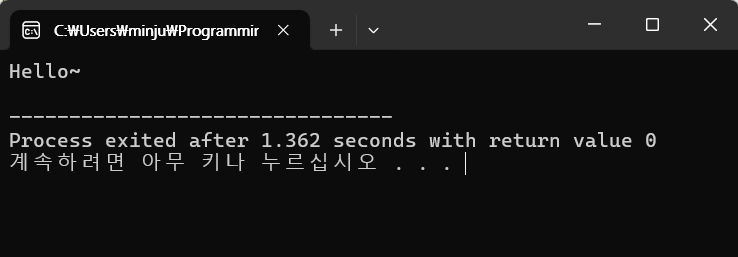 C:₩Users₩minju₩Programmir
Hello~
--------------------------------
Process exited after 1.362 seconds with return value 0
계속하려면 아무 키나 누르십시오 . . .